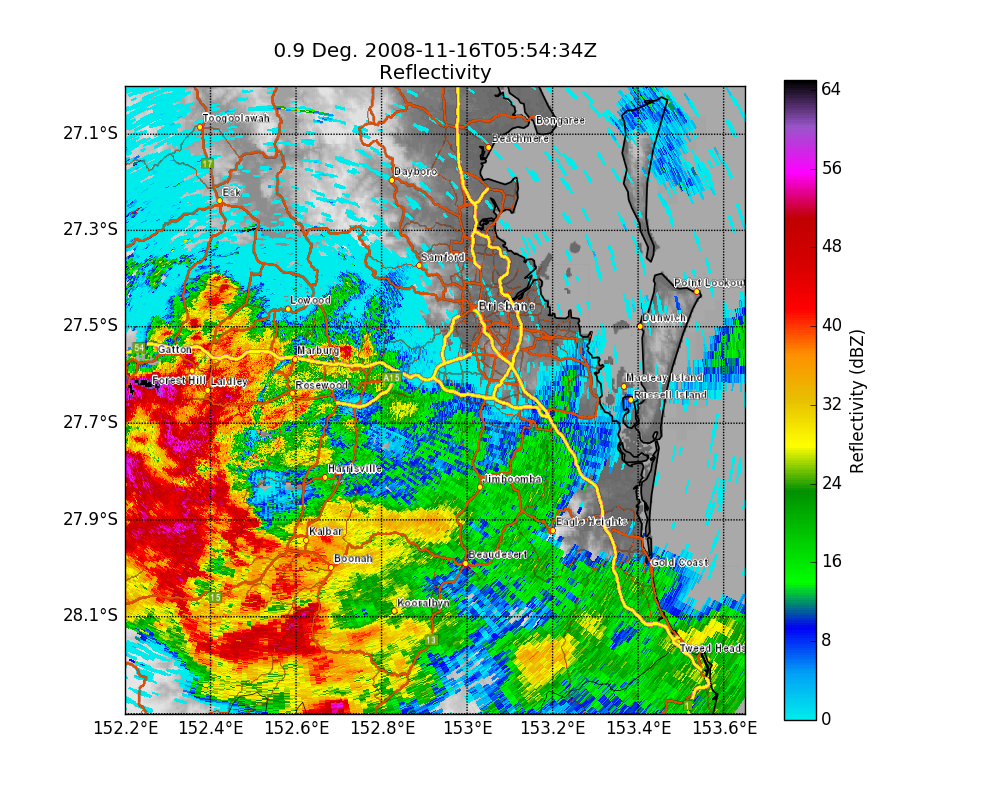 0.9 Deg. 2008-11-16T05:54:34Z
Reflectivity
64
56
48
40
32
24
16
8
0
Reflectivity (dBZ)
27.1°S
27.3°S
27.5°S
27.7°S
27.9°S
28.1°S
152.2°E 152.4°E 152.6°E 152.8°E 153°E 153.2°E 153.4°E 153.6°E
Toogoolawah
Bongaree
Beachmere
17
Dayboro
Esk
Samford
Point Lookout
Lowood
Brisbane
Dunwich
54
Gatton
Marburg
Forest Hill
Laidley
Rosewood
A15
Macleay Island
Russell Island
Harrisville
Jimboomba
Kalbar
Eagle Heights
Boonah
Beaudesert
Gold Coast
15
Kooralbyn
13
Tweed Heads
1